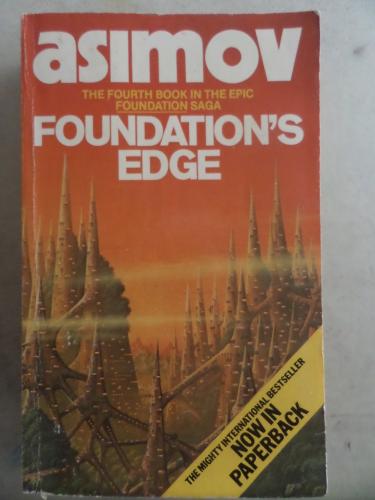 asimov
THE FOURTH BOOK IN THE EPIC
FOUNDATION SAGA
FOUNDATION'S
EDGE
THE MIGHTY INTERNATIONAL BESTSELLER
NOW IN
PAPERBACK